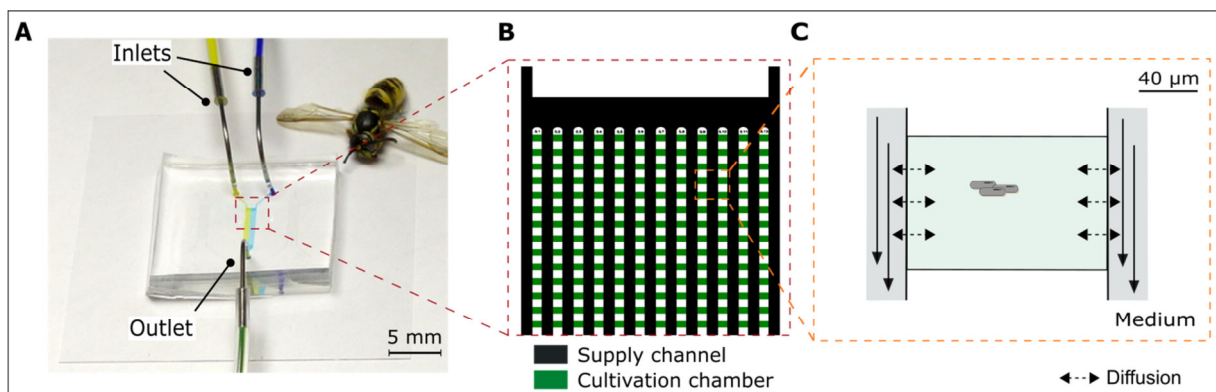 A
Inlets
Outlet
5 mm
B
Supply channel
Cultivation chamber
C
40 µm
Medium
Diffusion